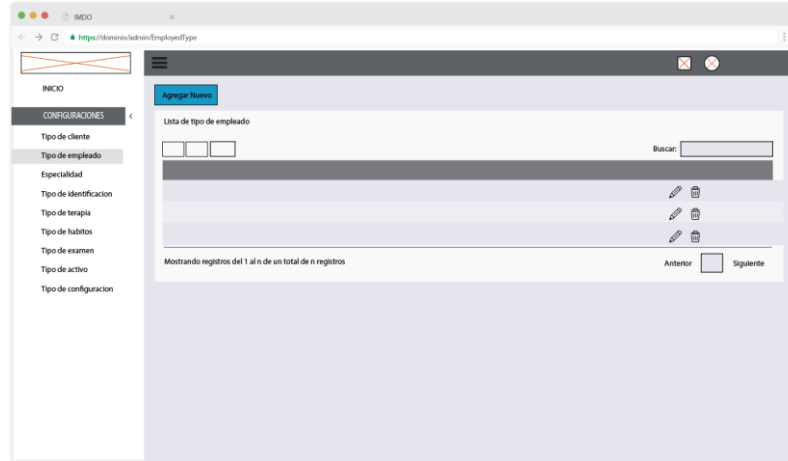 IMDO
https://dominio/admin/EmployedType
INICIO
CONFIGURACIONES
Tipo de cliente
Tipo de empleado
Especialidad
Tipo de identificacion
Tipo de terapia
Tipo de habitos
Tipo de examen
Tipo de activo
Tipo de configuracion
Agregar Nuevo
Lista de tipo de empleado
Buscar:
Mostrando registros del 1 al n de un total de n registros
Anterior Siguiente